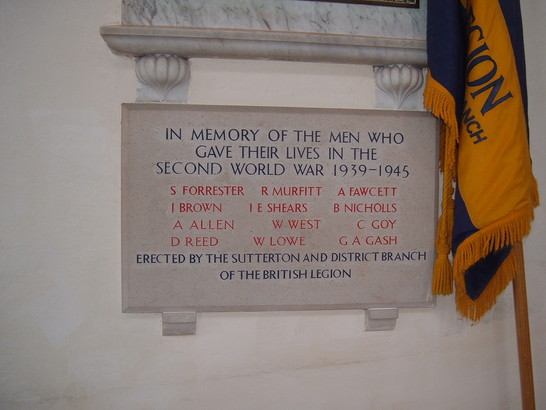 IN MEMORY OF THE MEN WHO
GAVE THEIR LIVES IN THE
SECOND WORLD WAR 1939-1945
S FORRESTER R MURFITT A FAWCETT
J BROWN J E SHEARS B NICHOLLS
A ALLEN W WEST C GOY
D REED W LOWE G A GASH
ERECTED BY THE SUTTERTON AND DISTRICT BRANCH
OF THE BRITISH LEGION